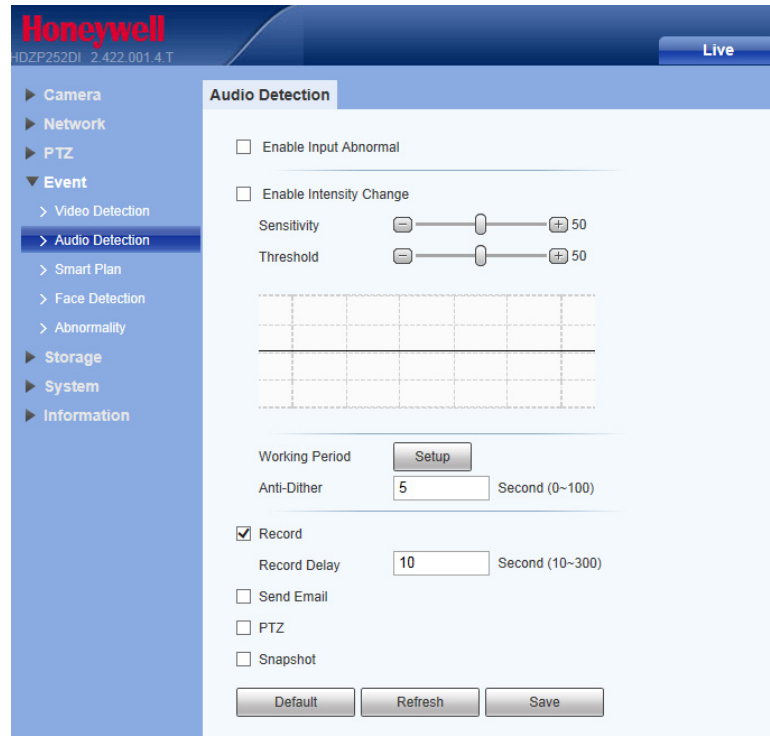 Honeywell
HDZP252DI 2.422.001.4.T
Live
Camera
Network
PTZ
Event
Video Detection
Audio Detection
Smart Plan
Face Detection
Abnormality
Storage
System
Information
Audio Detection
Enable Input Abnormal
Enable Intensity Change
Sensitivity 50
Threshold 50
Working Period Setup
Anti-Dither 5 Second (0~100)
Record
Record Delay 10 Second (10~300)
Send Email
PTZ
Snapshot
Default Refresh Save